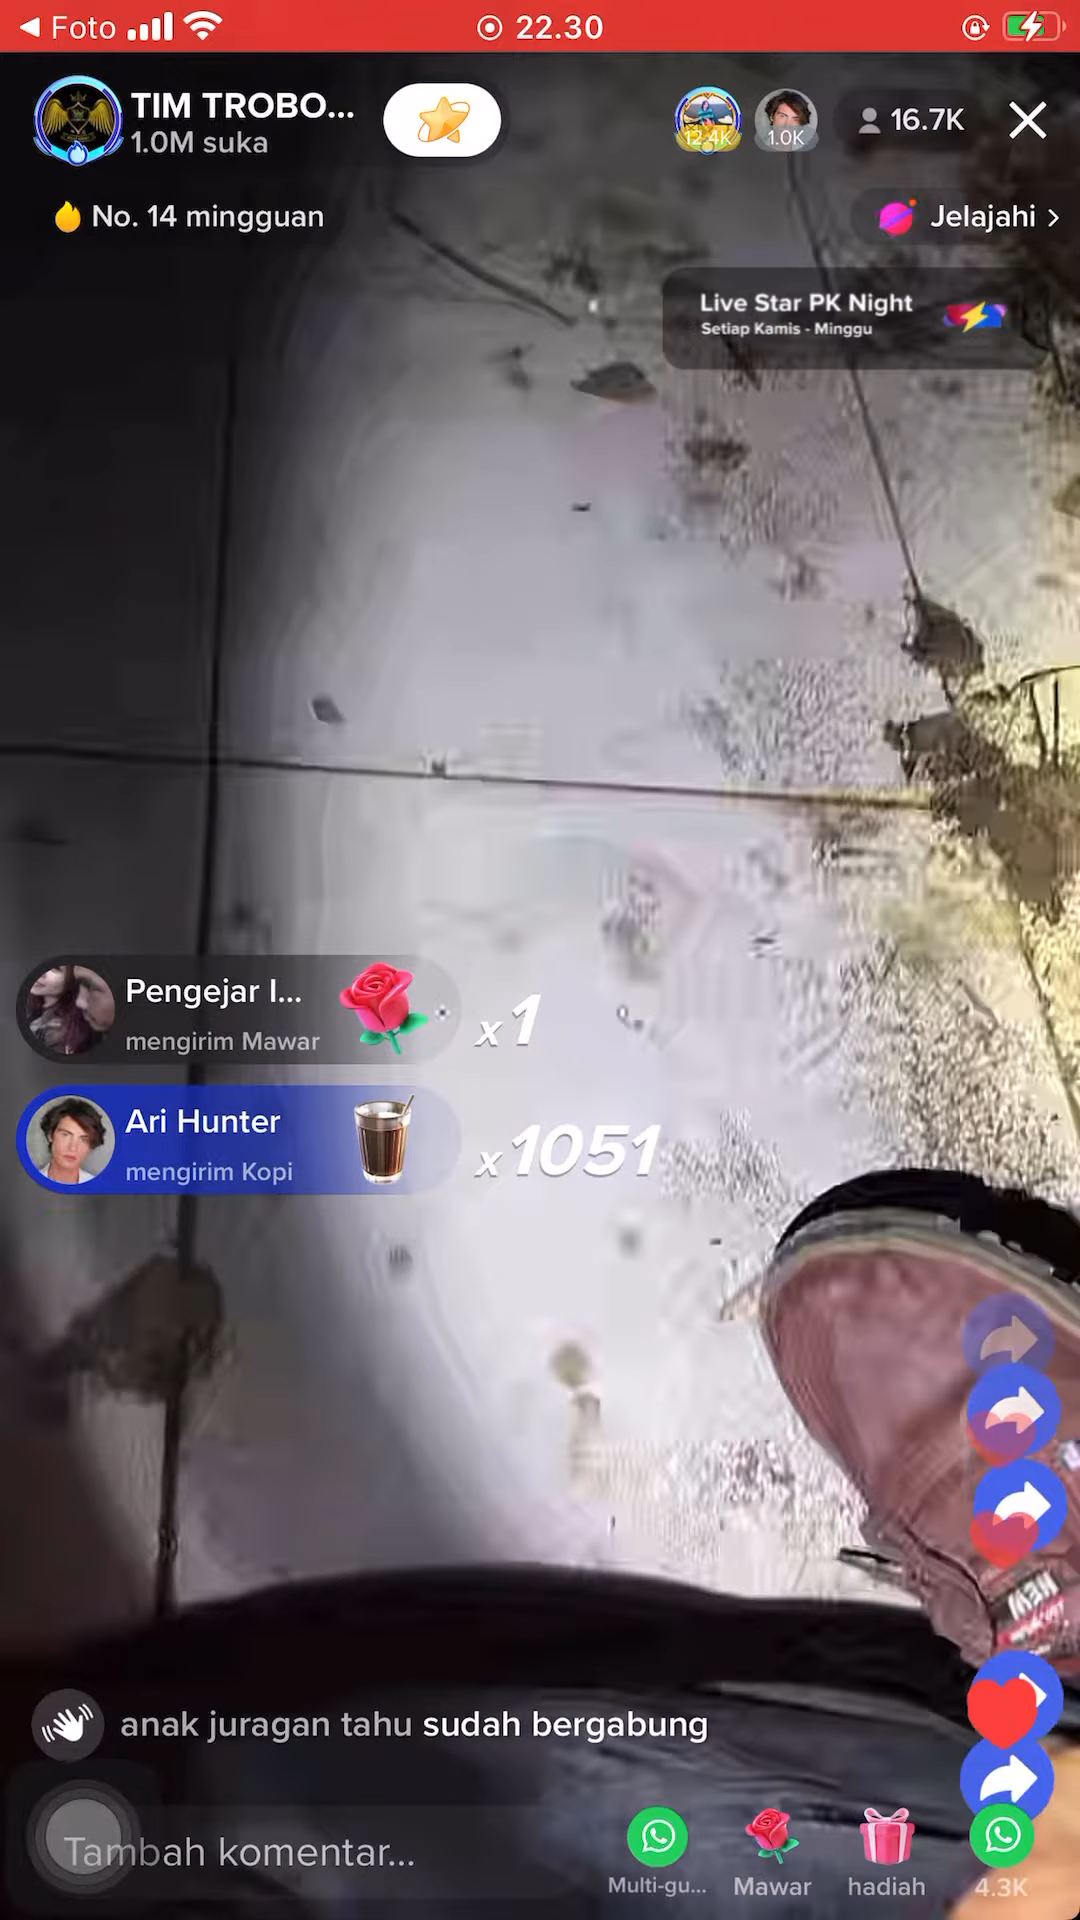 Foto
22.30
TIM TROBO...
1.0M suka
12.4K
1.0K
16.7K
No. 14 mingguan
Jelajahi
Live Star PK Night
Setiap Kamis - Minggu
Pengejar I...
mengirim Mawar
x1
Ari Hunter
mengirim Kopi
x1051
NEW
anak juragan tahu sudah bergabung
Tambah komentar...
Multi-gu...
Mawar
hadiah
4.3K